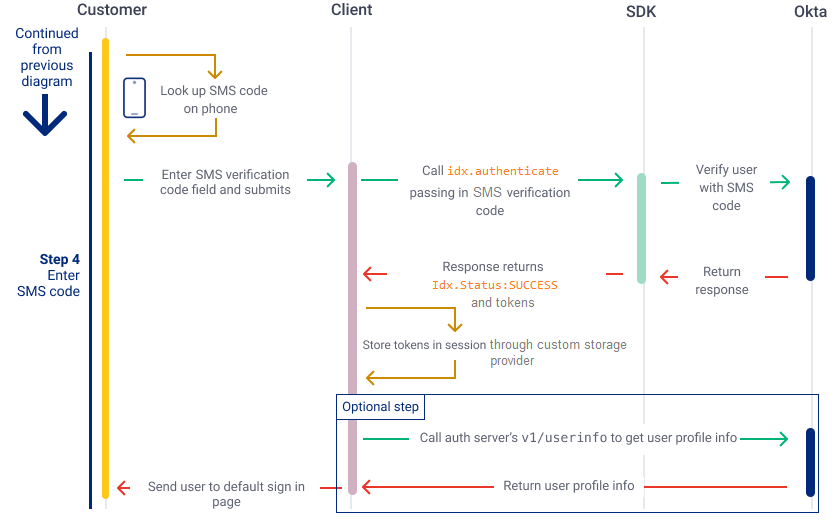 Customer
Client
SDK
Okta
Continued
from
previous
diagram
Look up SMS code
on phone
Enter SMS verification
code field and submits
Call idx.authenticate
passing in SMS verification
code
Verify user
with SMS
code
Step 4
Enter
SMS code
Response returns
Idx.Status:SUCCESS
and tokens
Return
response
Store tokens in session through custom storage
provider
Optional step
Call auth server's v1/userinfo to get user profile info
Send user to default sign in
page
Return user profile info